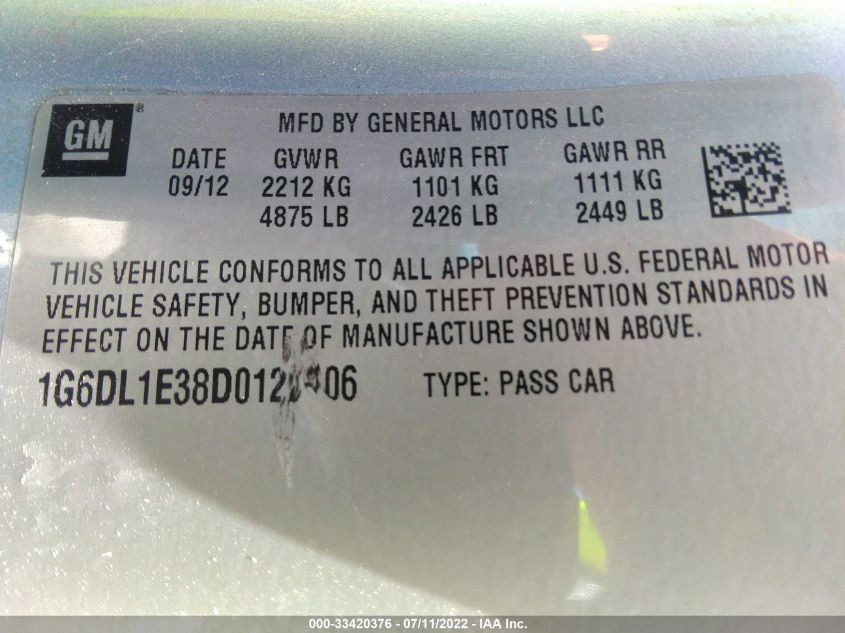 GM ® MFD BY GENERAL MOTORS LLC
DATE GVWR GAWR FRT GAWR RR
09/12 2212 KG 1101 KG 1111 KG
4875 LB 2426 LB 2449 LB
THIS VEHICLE CONFORMS TO ALL APPLICABLE U.S. FEDERAL MOTOR
VEHICLE SAFETY, BUMPER, AND THEFT PREVENTION STANDARDS IN
EFFECT ON THE DATE OF MANUFACTURE SHOWN ABOVE.
TYPE: PASS CAR
000-33420376 - 07/11/2022 - IAA Inc.